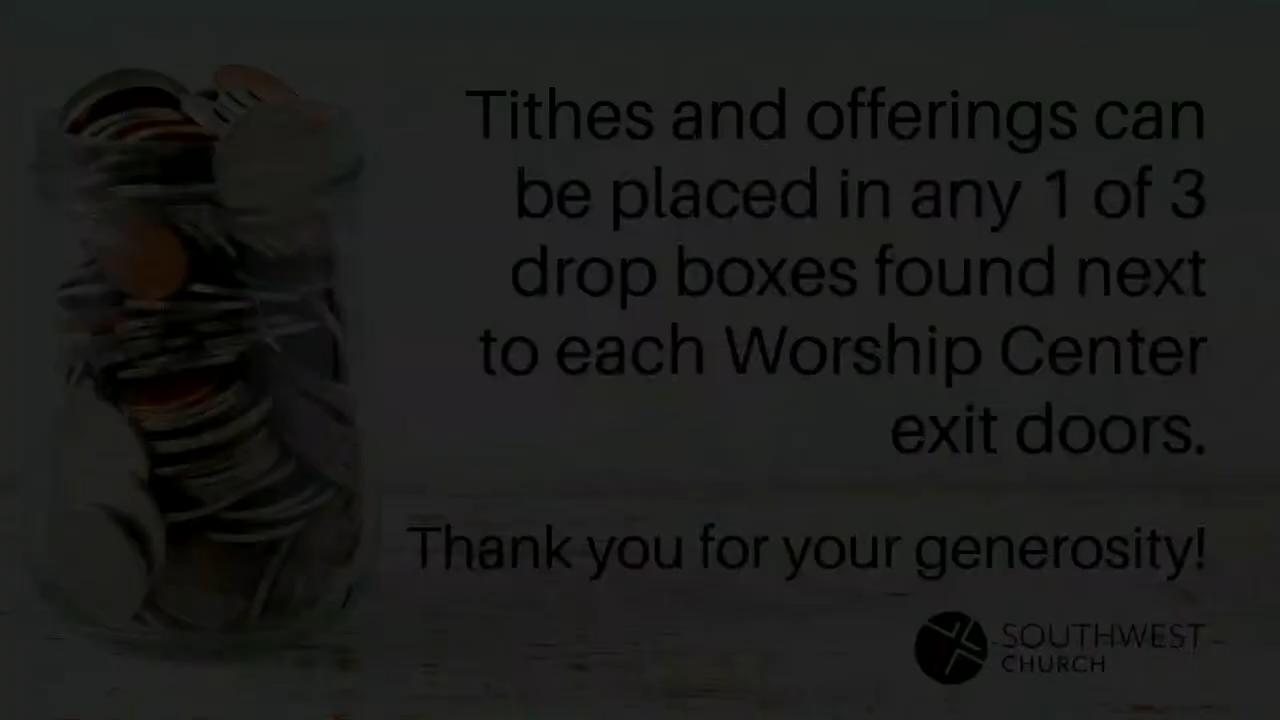 Tithes and offerings can
be placed in any 1 of 3
drop boxes found next
to each Worship Center
exit doors.
Thank you for your generosity!
SOUTHWEST
CHURCH